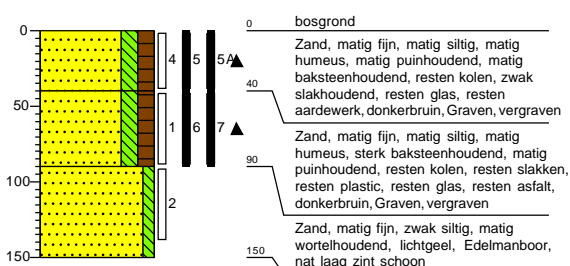 0
50
100
150
4
5
5A
1
6
7
2
0
bosgrond
Zand, matig fijn, matig siltig, matig
humeus, matig puinhoudend, matig
baksteenhoudend, resten kolen, zwak
slakhoudend, resten glas, resten
aardewerk, donkerbruin, Graven, vergraven
40
Zand, matig fijn, matig siltig, matig
humeus, sterk baksteenhoudend, matig
puinhoudend, resten kolen, resten slakken,
resten plastic, resten glas, resten asfalt,
donkerbruin, Graven, vergraven
90
Zand, matig fijn, zwak siltig, matig
wortelhoudend, lichtgeel, Edelmanboor,
nat laag zint schoon
150